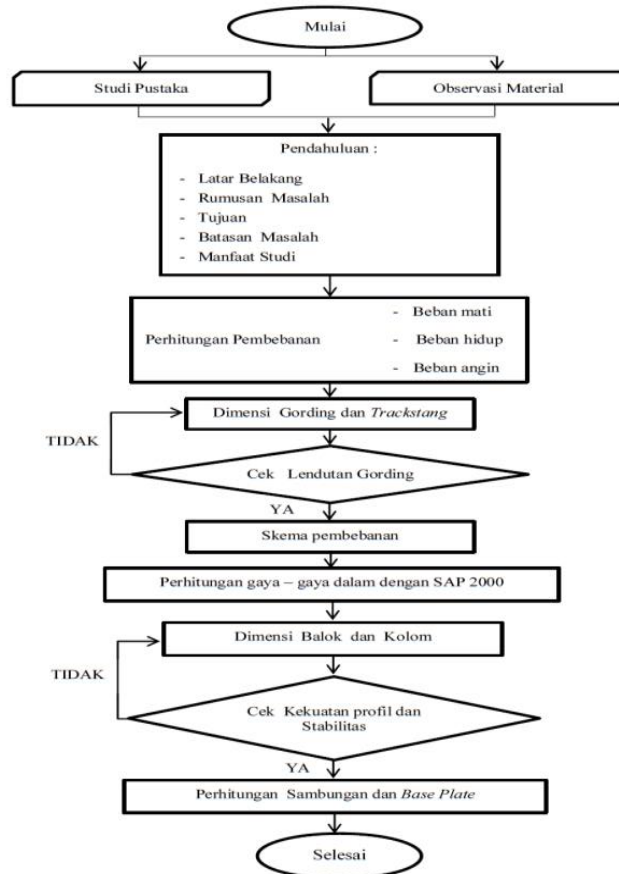 Mulai
Studi Pustaka
Observasi Material
Pendahuluan :
- Latar Belakang
- Rumusan Masalah
- Tujuan
- Batasan Masalah
- Manfaat Studi
Perhitungan Pembebanan
- Beban mati
- Beban hidup
- Beban angin
Dimensi Gording dan Trackstang
TIDAK
Cek Lendutan Gording
YA
Skema pembebanan
Perhitungan gaya – gaya dalam dengan SAP 2000
Dimensi Balok dan Kolom
TIDAK
Cek Kekuatan profil dan
Stabilitas
YA
Perhitungan Sambungan dan Base Plate
Selesai